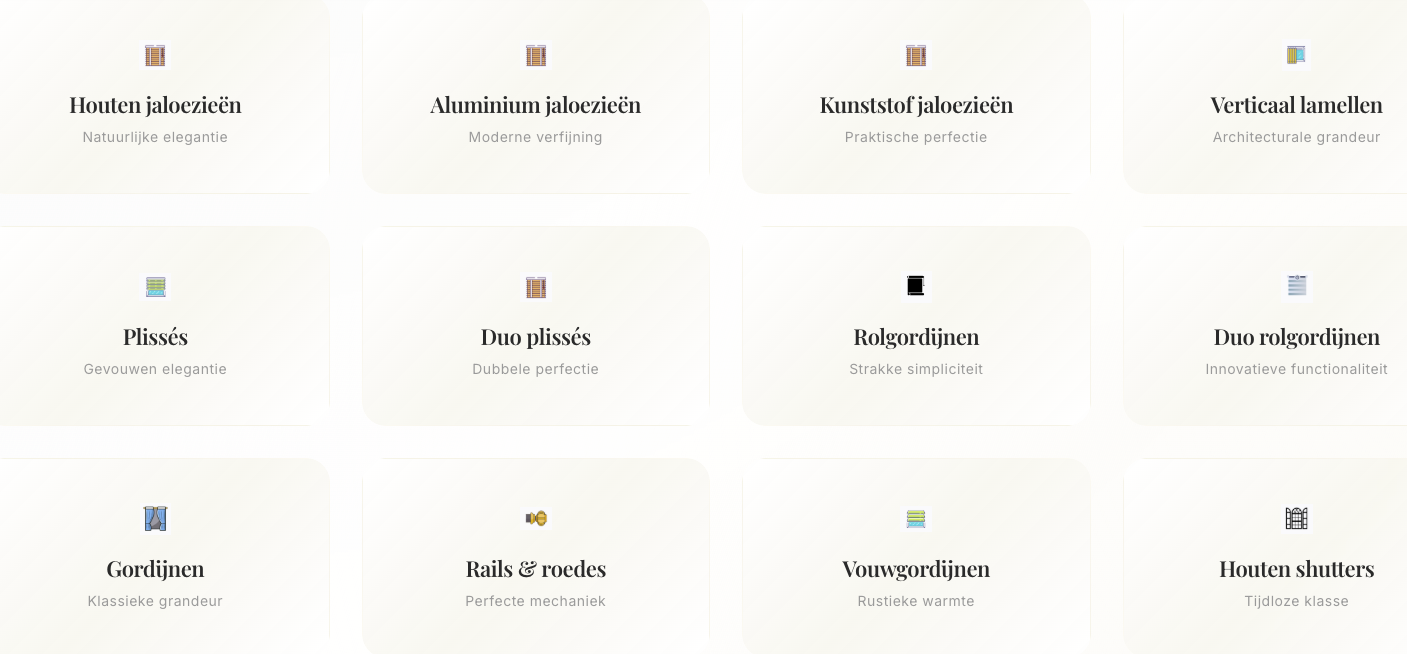 Houten jaloezieën
Natuurlijke elegantie
Aluminium jaloezieën
Moderne verfijning
Kunststof jaloezieën
Praktische perfectie
Verticaal lamellen
Architecturale grandeur
Plissés
Gevouwen elegantie
Duo plissés
Dubbele perfectie
Rolgordijnen
Strakke simpliciteit
Duo rolgordijnen
Innovatieve functionaliteit
Gordijnen
Klassieke grandeur
Rails & roedes
Perfecte mechaniek
Vouwgordijnen
Rustieke warmte
Houten shutters
Tijdloze klasse